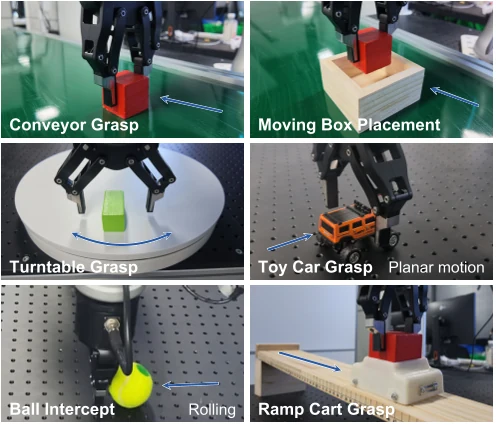 Conveyor Grasp
Moving Box Placement
Turntable Grasp
Toy Car Grasp Planar motion
Ball Intercept Rolling
Ramp Cart Grasp